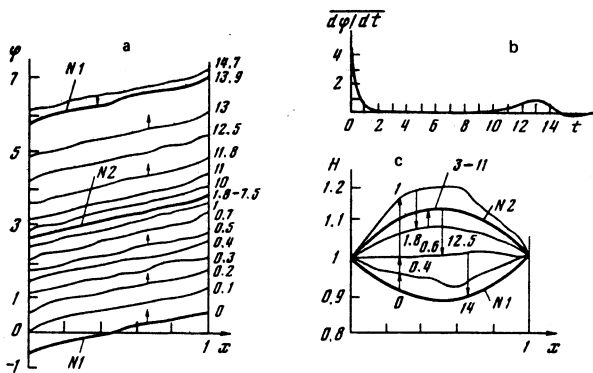 a
φ
7
5
3
1
0
-1
N1
N2
N1
14,7
13,9
13
12.5
11.8
11
10
1.8-7.5
1
0.7
0.5
0.4
0.3
0.2
0.1
0
1 x
b
dφ/dt
4
2
0 2 4 6 8 10 12 14 t
c
H
1.2
1.1
1
0.9
0,8
1
3-11
N2
1.8
0.6
12.5
0.4
0
14
N1
1 x